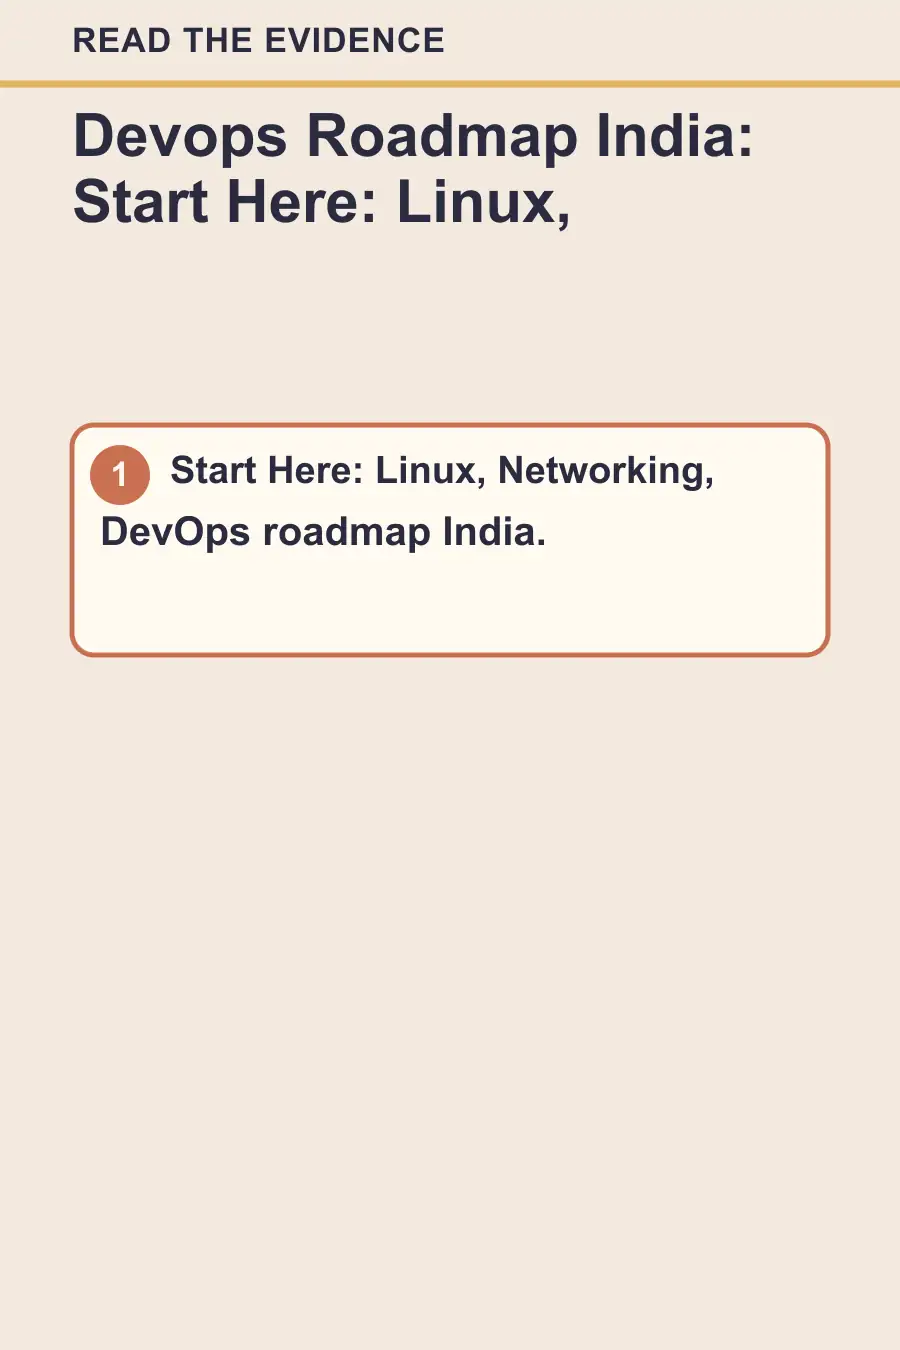 READ THE EVIDENCE
Devops Roadmap India:
Start Here: Linux,
1 Start Here: Linux, Networking,
DevOps roadmap India.